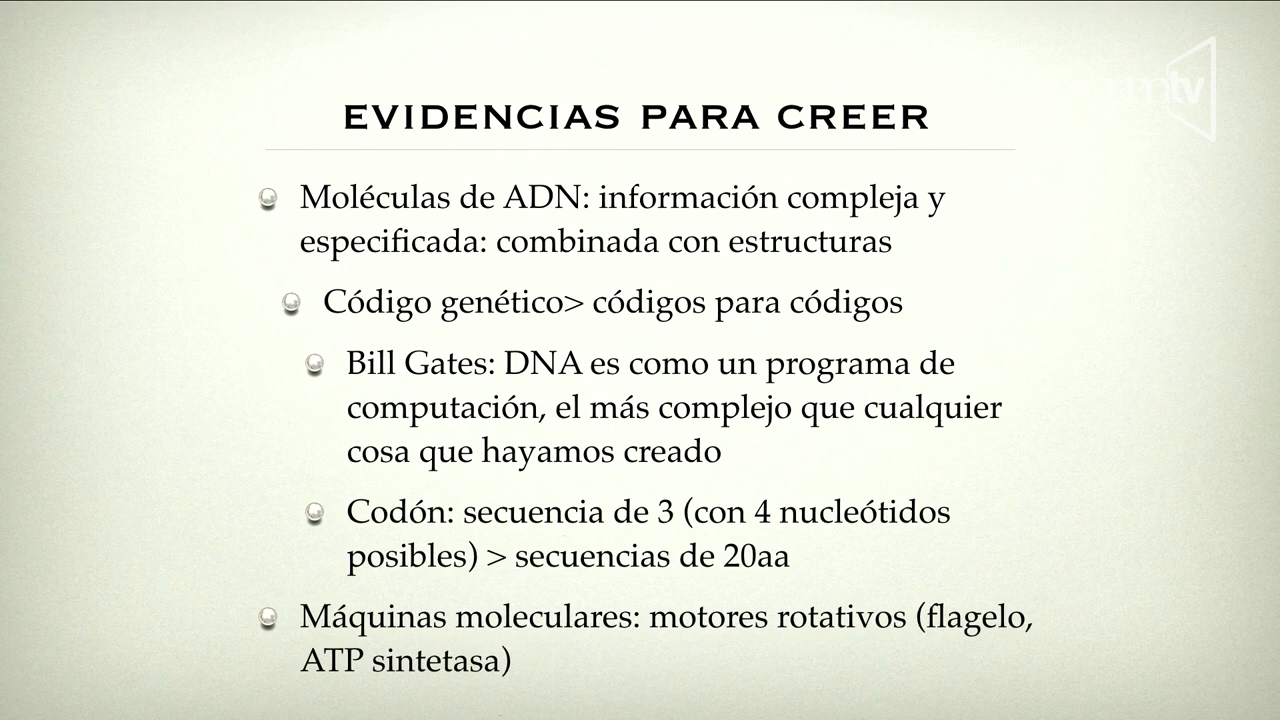 EVIDENCIAS PARA CREER
Moléculas de ADN: información compleja y
especificada: combinada con estructuras
Código genético> códigos para códigos
Bill Gates: DNA es como un programa de
computación, el más complejo que cualquier
cosa que hayamos creado
Codón: secuencia de 3 (con 4 nucleótidos
posibles) > secuencias de 20aa
Máquinas moleculares: motores rotativos (flagelo,
ATP sintetasa)